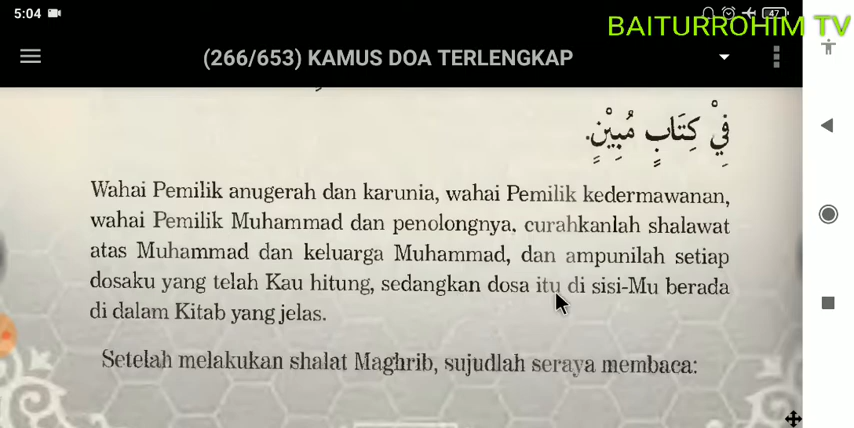 5:04
47
BAITURROHIM TV
(266/653) KAMUS DOA TERLENGKAP
فِيْ كِتَابٍ مُبِيْنٍ.
Wahai Pemilik anugerah dan karunia, wahai Pemilik kedermawanan,
wahai Pemilik Muhammad dan penolongnya, curahkanlah shalawat
atas Muhammad dan keluarga Muhammad, dan ampunilah setiap
dosaku yang telah Kau hitung, sedangkan dosa itu di sisi-Mu berada
di dalam Kitab yang jelas.
Setelah melakukan shalat Maghrib, sujudlah seraya membaca: